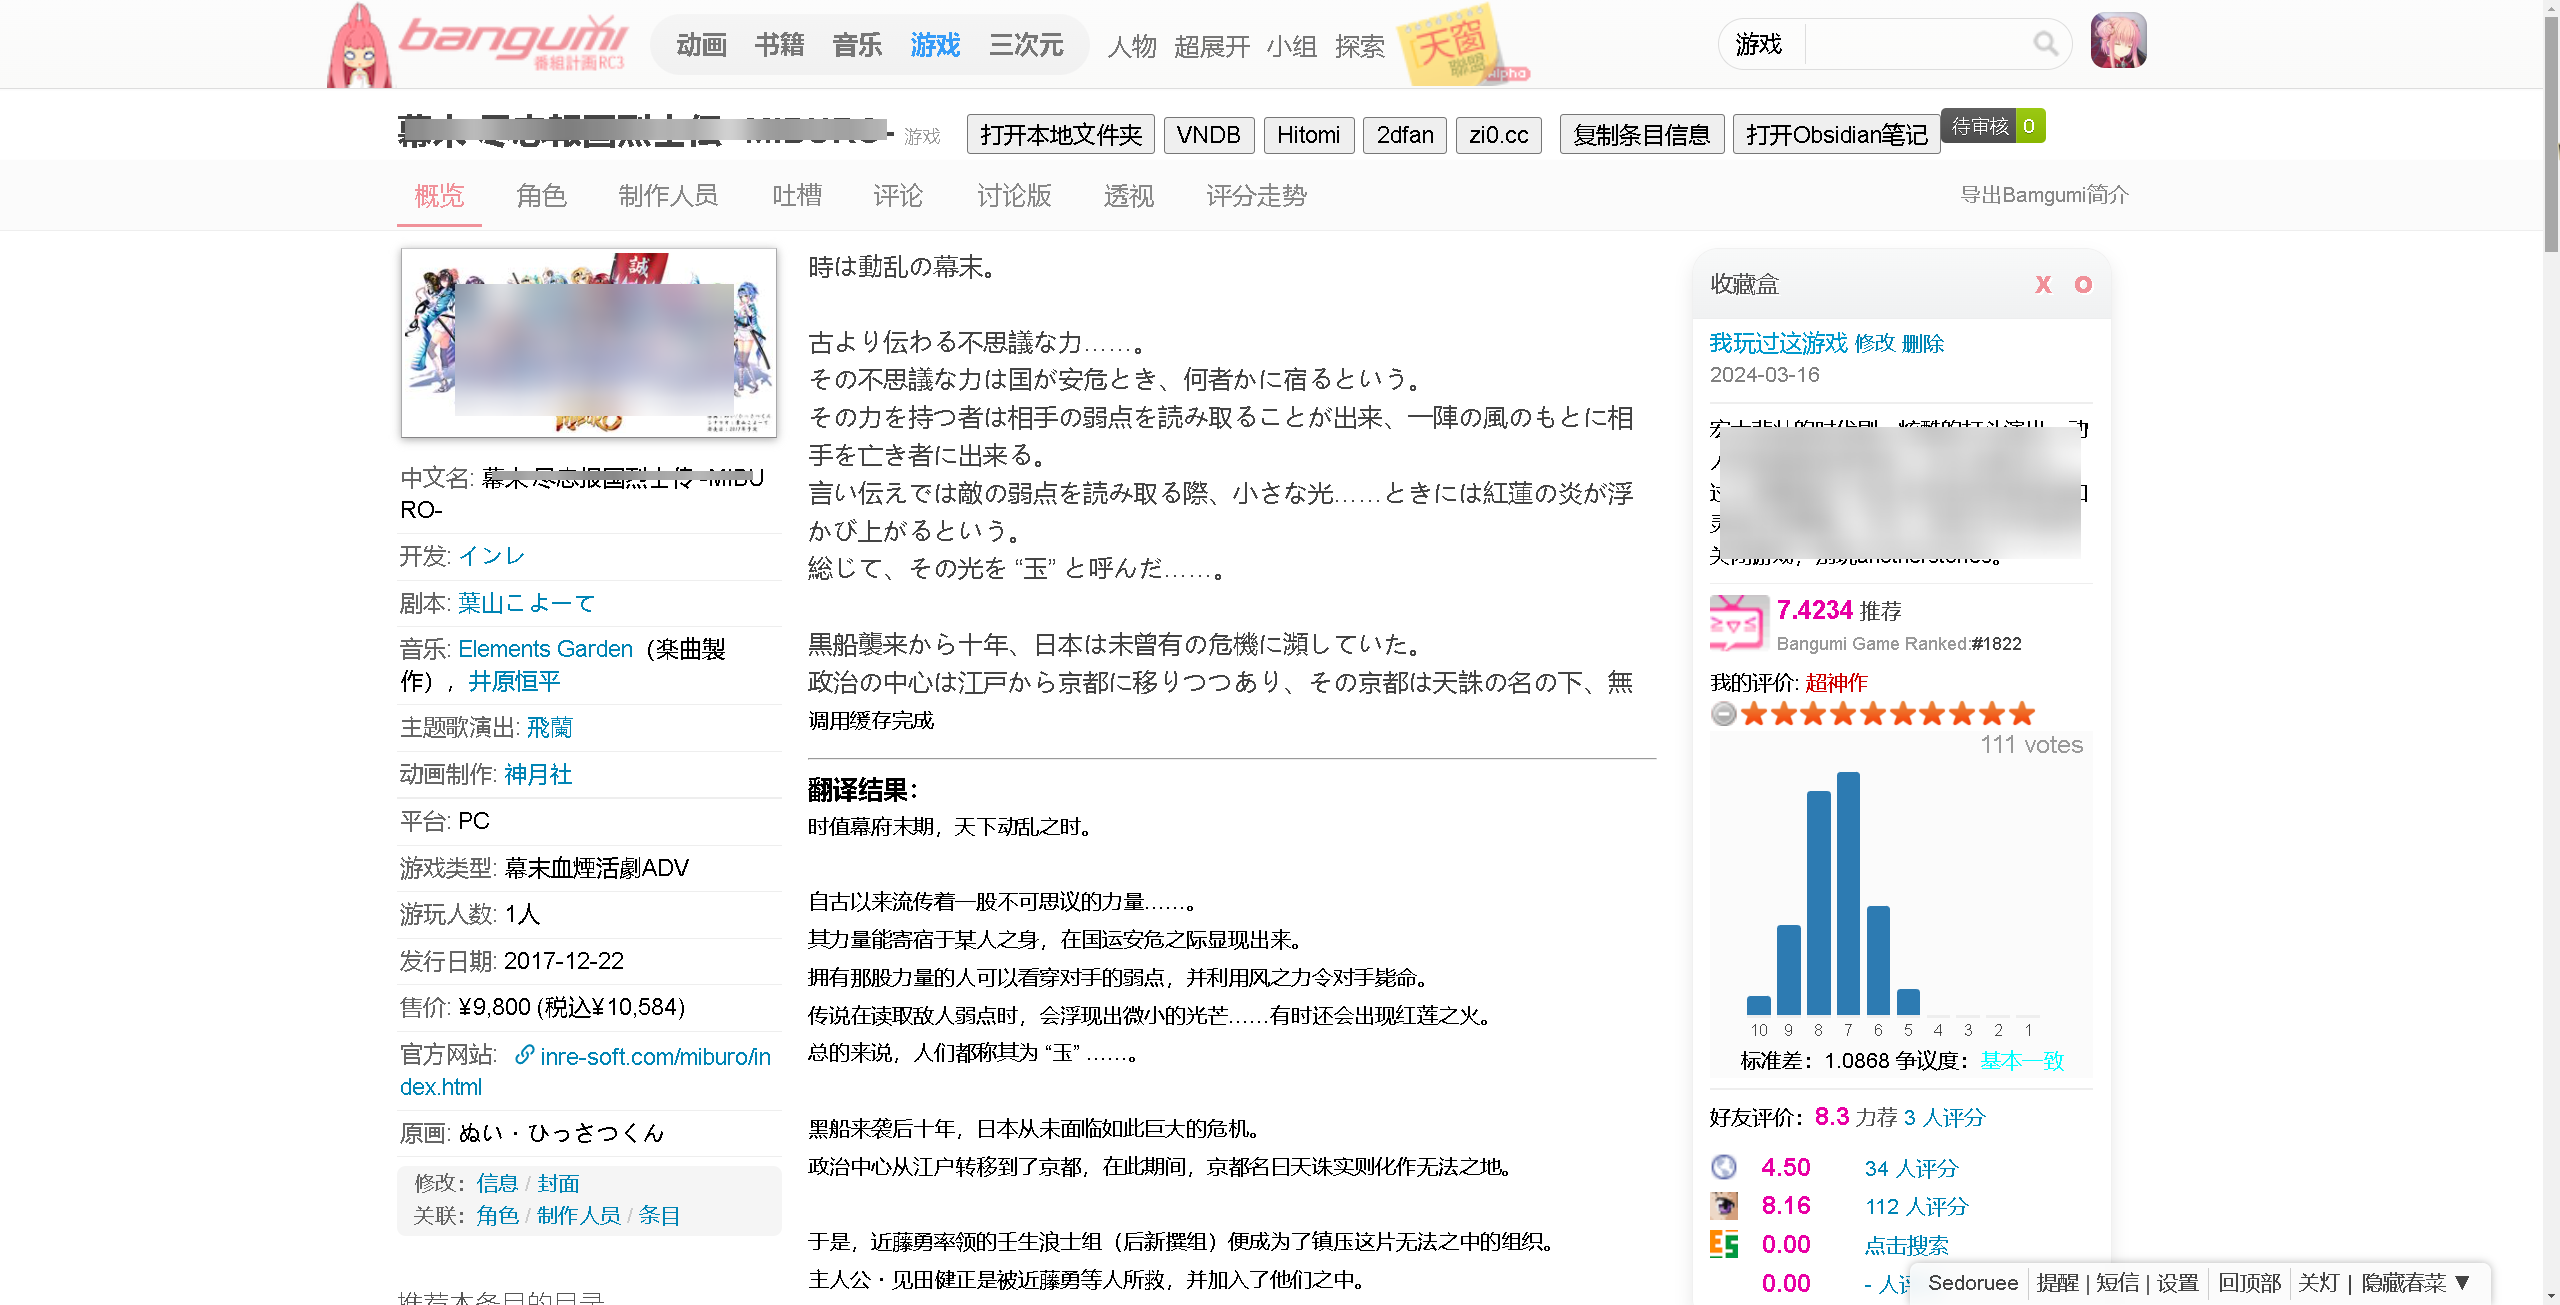 bangumi
番組計画RC3
动画 书籍 音乐 游戏 三次元 人物 超展开 小组 探索
天窗
聯盟
alpha
游戏
游戏 打开本地文件夹 VNDB Hitomi 2dfan zi0.cc 复制条目信息 打开Obsidian笔记 待审核 0
概览 角色 制作人员 吐槽 评论 讨论版 透视 评分走势 导出Bamgumi简介
誠
中文名: 幕末尽忠报国烈士传 -MIBU
RO-
开发: インレ
剧本: 葉山こよーて
音乐: Elements Garden（楽曲製
作），井原恒平
主题歌演出: 飛蘭
动画制作: 神月社
平台: PC
游戏类型: 幕末血煙活劇ADV
游玩人数: 1人
发行日期: 2017-12-22
售价: ¥9,800 (税込¥10,584)
官方网站: inre-soft.com/miburo/in
dex.html
原画: ぬい・ひっさつくん
修改： 信息 / 封面
关联： 角色 / 制作人员 / 条目
時は動乱の幕末。
古より伝わる不思議な力……。
その不思議な力は国が安危とき、何者かに宿るという。
その力を持つ者は相手の弱点を読み取ることが出来、一陣の風のもとに相
手を亡き者に出来る。
言い伝えでは敵の弱点を読み取る際、小さな光……ときには紅蓮の炎が浮
かび上がるという。
総じて、その光を “玉” と呼んだ……。
黒船襲来から十年、日本は未曾有の危機に瀕していた。
政治の中心は江戸から京都に移りつつあり、その京都は天誅の名の下、無
调用缓存完成
翻译结果：
时值幕府末期，天下动乱之时。
自古以来流传着一股不可思议的力量……。
其力量能寄宿于某人之身，在国运安危之际显现出来。
拥有那股力量的人可以看穿对手的弱点，并利用风之力令对手毙命。
传说在读取敌人弱点时，会浮现出微小的光芒……有时还会出现红莲之火。
总的来说，人们都称其为 “玉” ……。
黑船来袭后十年，日本从未面临如此巨大的危机。
政治中心从江户转移到了京都，在此期间，京都名曰天诛实则化作无法之地。
于是，近藤勇率领的壬生浪士组（后新撰组）便成为了镇压这片无法之中的组织。
主人公・见田健正是被近藤勇等人所救，并加入了他们之中。
收藏盒 X O
我玩过这游戏 修改 删除
2024-03-16
7.4234 推荐
Bangumi Game Ranked:#1822
我的评价: 超神作
111 votes
10 9 8 7 6 5 4 3 2 1
标准差：1.0868 争议度：基本一致
好友评价：8.3 力荐 3 人评分
4.50 34 人评分
8.16 112 人评分
0.00 点击搜索
0.00 - 人
Sedoruee 提醒 | 短信 | 设置 回顶部 关灯 | 隐藏春菜 ▼